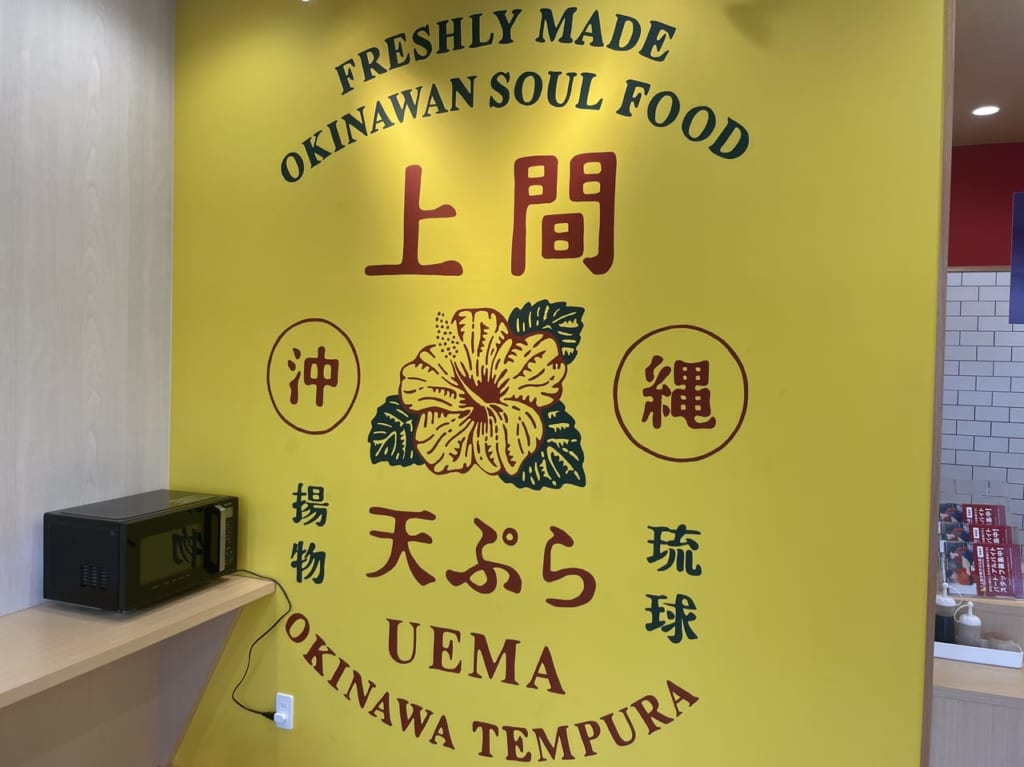 FRESHLY MADE
OKINAWAN SOUL FOOD
上間
沖
縄
揚物
天ぷら
琉球
UEMA
OKINAWA TEMPURA